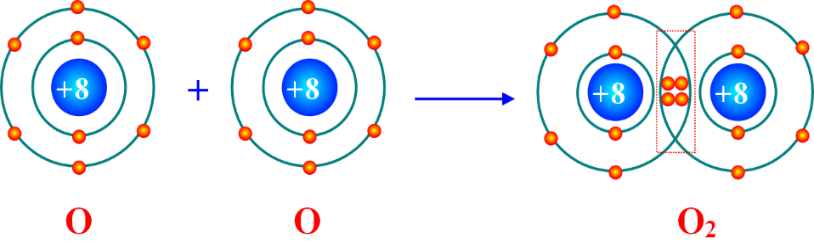 +8 + +8 +8 +8
O O O₂